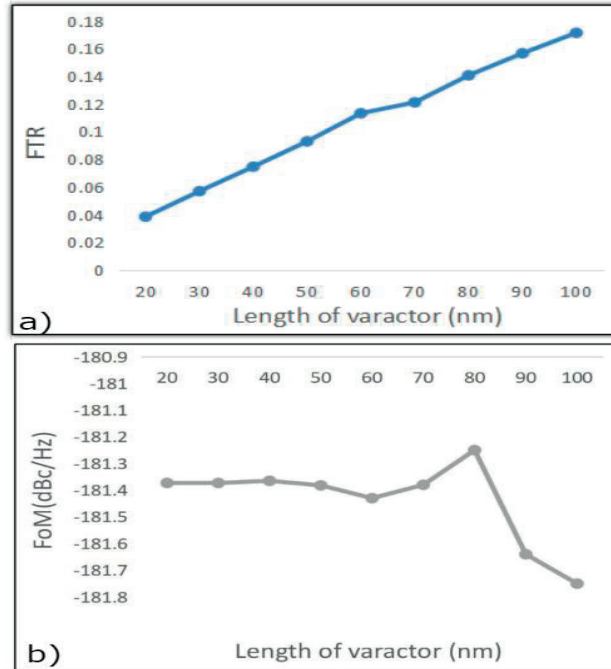 0.18
0.16
0.14
0.12
0.1
0.08
0.06
0.04
0.02
0
FTR
20 30 40 50 60 70 80 90 100
Length of varactor (nm)
a)
-180.9
-181
-181.1
-181.2
-181.3
-181.4
-181.5
-181.6
-181.7
-181.8
FoM(dBc/Hz)
20 30 40 50 60 70 80 90 100
Length of varactor (nm)
b)